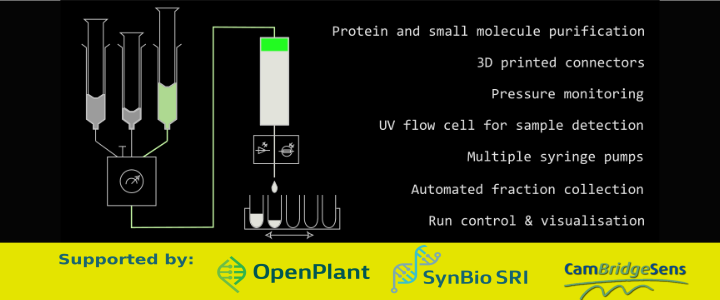 Protein and small molecule purification
3D printed connectors
Pressure monitoring
UV flow cell for sample detection
Multiple syringe pumps
Automated fraction collection
Run control & visualisation
Supported by:
OpenPlant
SynBio SRI
CamBridgeSens